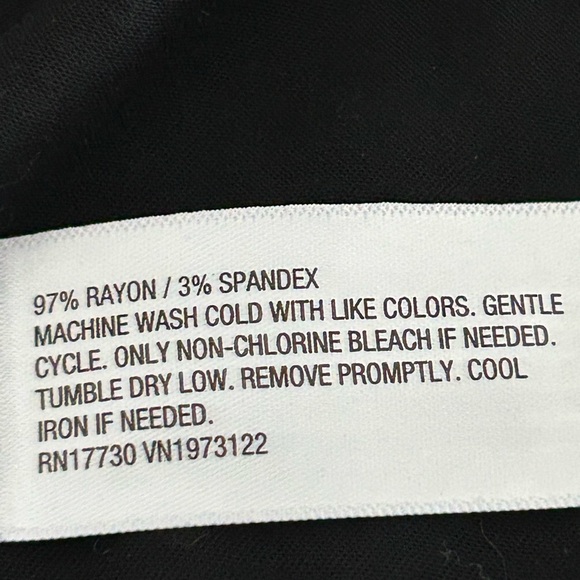 97% RAYON / 3% SPANDEX
MACHINE WASH COLD WITH LIKE COLORS. GENTLE
CYCLE. ONLY NON-CHLORINE BLEACH IF NEEDED.
TUMBLE DRY LOW. REMOVE PROMPTLY. COOL
IRON IF NEEDED.
RN17730 VN1973122